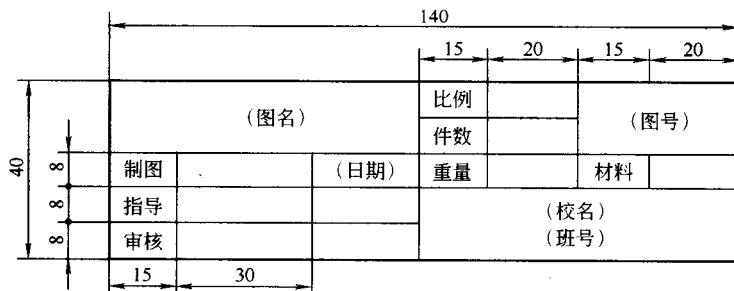 140
15 20 15 20
比例
(图名) (图号)
件数
40
8 制图 (日期) 重量 材料
8 指导 (校名)
(班号)
8 审核
15 30